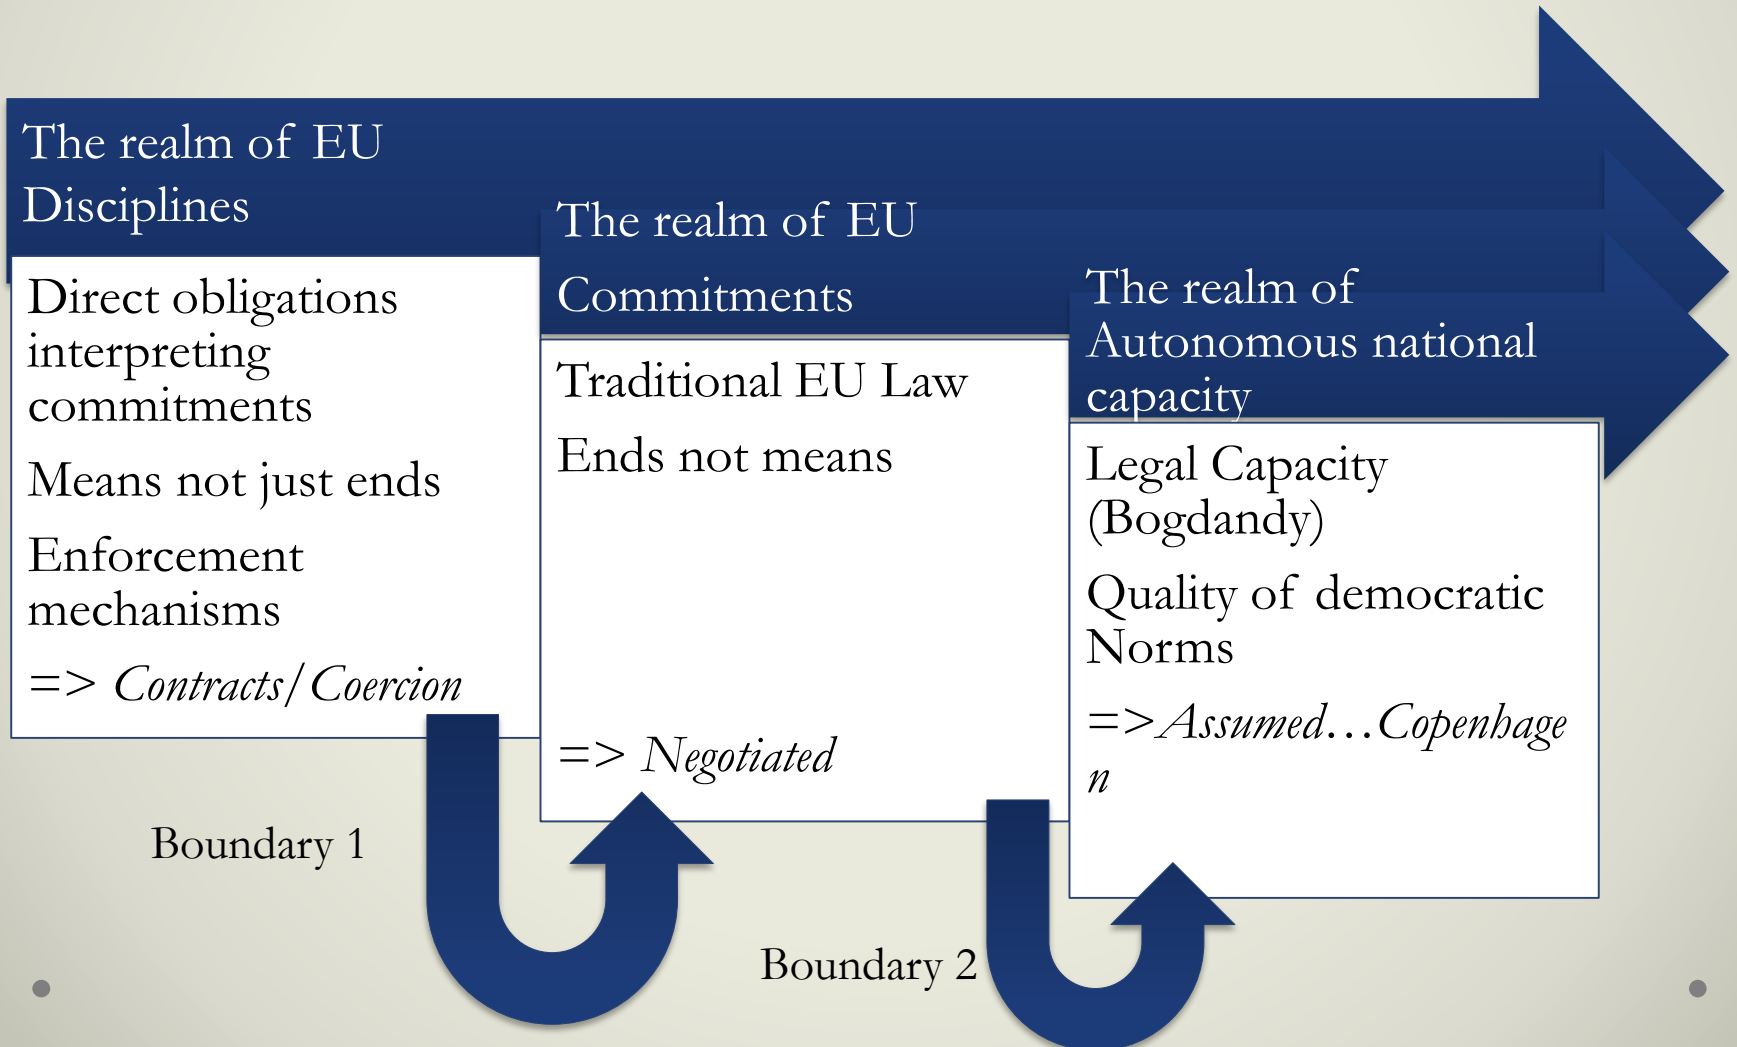 The realm of EU
Disciplines
Direct obligations
interpreting
commitments
Means not just ends
Enforcement
mechanisms
=> Contracts/Coercion
Boundary 1
The realm of EU
Commitments
Traditional EU Law
Ends not means
=> Negotiated
Boundary 2
The realm of
Autonomous national
capacity
Legal Capacity
(Bogdandy)
Quality of democratic
Norms
=>Assumed…Copenhage
n